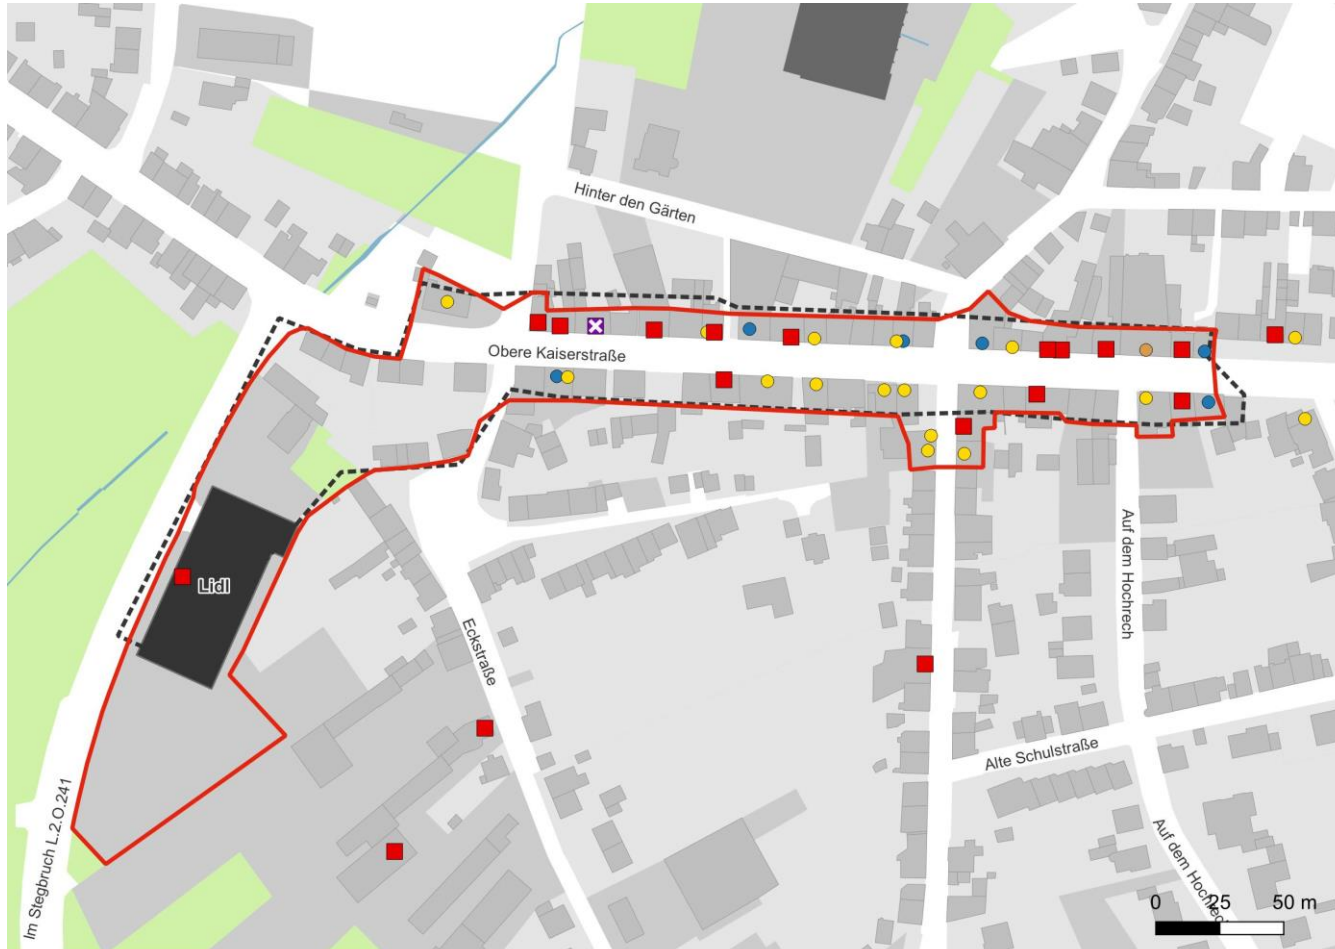 Hinter den Gärten
Obere Kaiserstraße
Lidl
Eckstraße
Auf dem Hochrech
Alte Schulstraße
Im Stegbruch L.2.O.241
Auf dem Hochrech
0 25 50 m